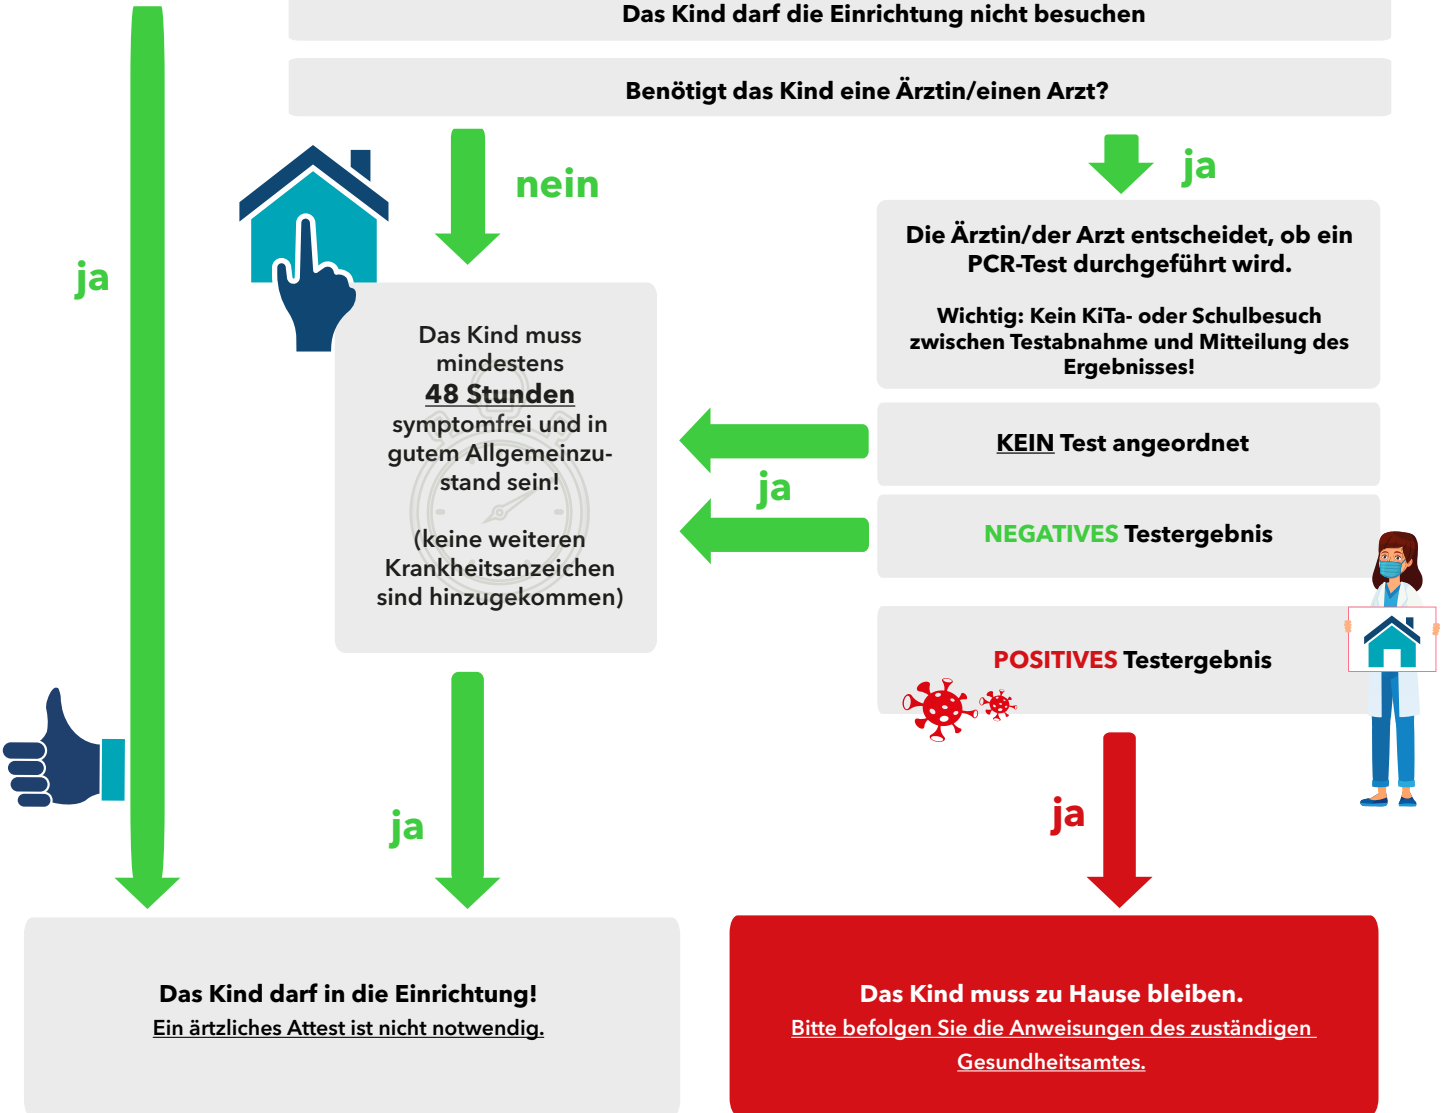 Das Kind darf die Einrichtung nicht besuchen
Benötigt das Kind eine Ärztin/einen Arzt?
nein
ja
ja
Die Ärztin/der Arzt entscheidet, ob ein
PCR-Test durchgeführt wird.
Wichtig: Kein KiTa- oder Schulbesuch
zwischen Testabnahme und Mitteilung des
Ergebnisses!
Das Kind muss
mindestens
48 Stunden
symptomfrei und in
gutem Allgemeinzu-
stand sein!
(keine weiteren
Krankheitsanzeichen
sind hinzugekommen)
KEIN Test angeordnet
ja
NEGATIVES Testergebnis
POSITIVES Testergebnis
ja
ja
Das Kind darf in die Einrichtung!
Ein ärtzliches Attest ist nicht notwendig.
Das Kind muss zu Hause bleiben.
Bitte befolgen Sie die Anweisungen des zuständigen
Gesundheitsamtes.